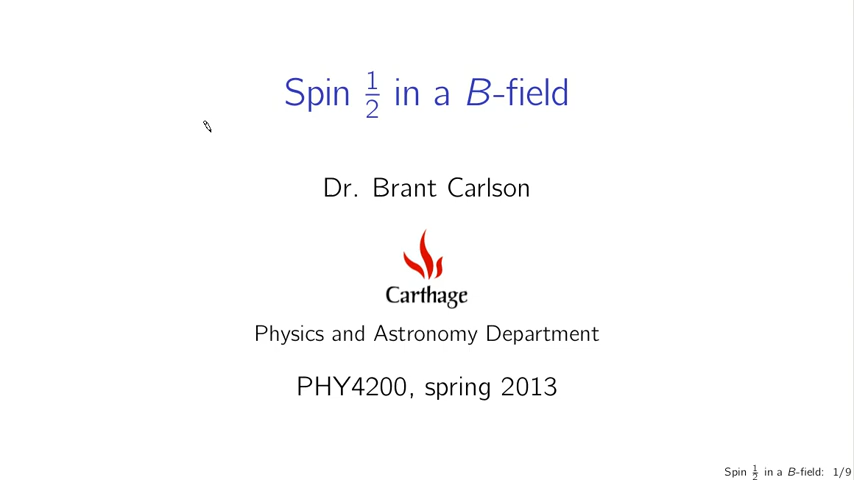 Spin 1/2 in a B-field
Dr. Brant Carlson
Carthage
Physics and Astronomy Department
PHY4200, spring 2013
Spin 1/2 in a B-field: 1/9